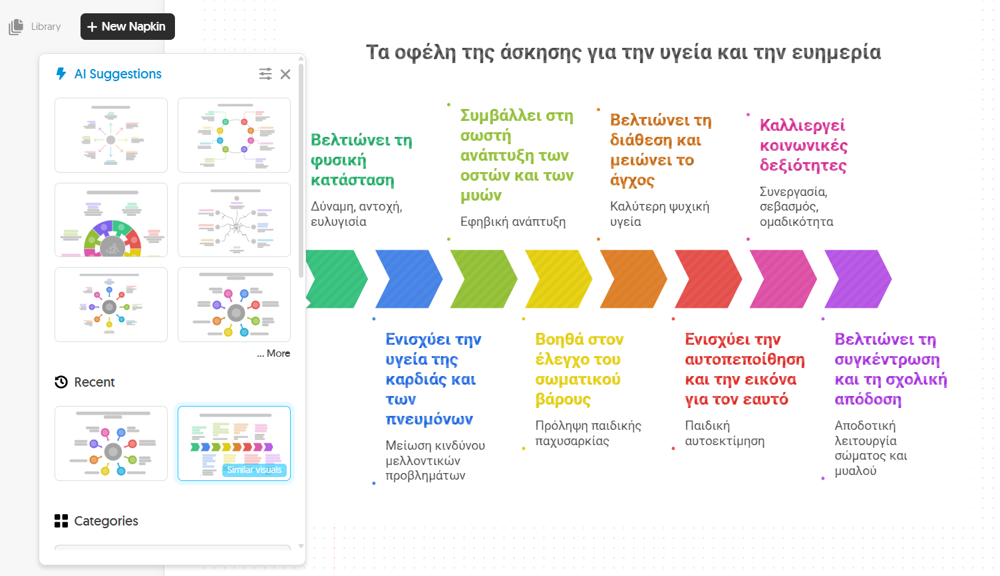 Library
New Napkin
AI Suggestions
... More
Recent
Similar visuals
Categories
Τα οφέλη της άσκησης για την υγεία και την ευημερία
Βελτιώνει τη
φυσική
κατάσταση
Δύναμη, αντοχή,
ευλυγισία
Συμβάλλει στη
σωστή
ανάπτυξη των
οστών και των
μυών
Εφηβική ανάπτυξη
Βελτιώνει τη
διάθεση και
μειώνει το
άγχος
Καλύτερη ψυχική
υγεία
Καλλιεργεί
κοινωνικές
δεξιότητες
Συνεργασία,
σεβασμός,
ομαδικότητα
Ενισχύει την
υγεία της
καρδιάς και
των
πνευμόνων
Μείωση κινδύνου
μελλοντικών
προβλημάτων
Βοηθά στον
έλεγχο του
σωματικού
βάρους
Πρόληψη παιδικής
παχυσαρκίας
Ενισχύει την
αυτοπεποίθηση
και την εικόνα
για τον εαυτό
Παιδική
αυτοεκτίμηση
Βελτιώνει τη
συγκέντρωση
και τη σχολική
απόδοση
Αποδοτική
λειτουργία
σώματος και
μυαλού